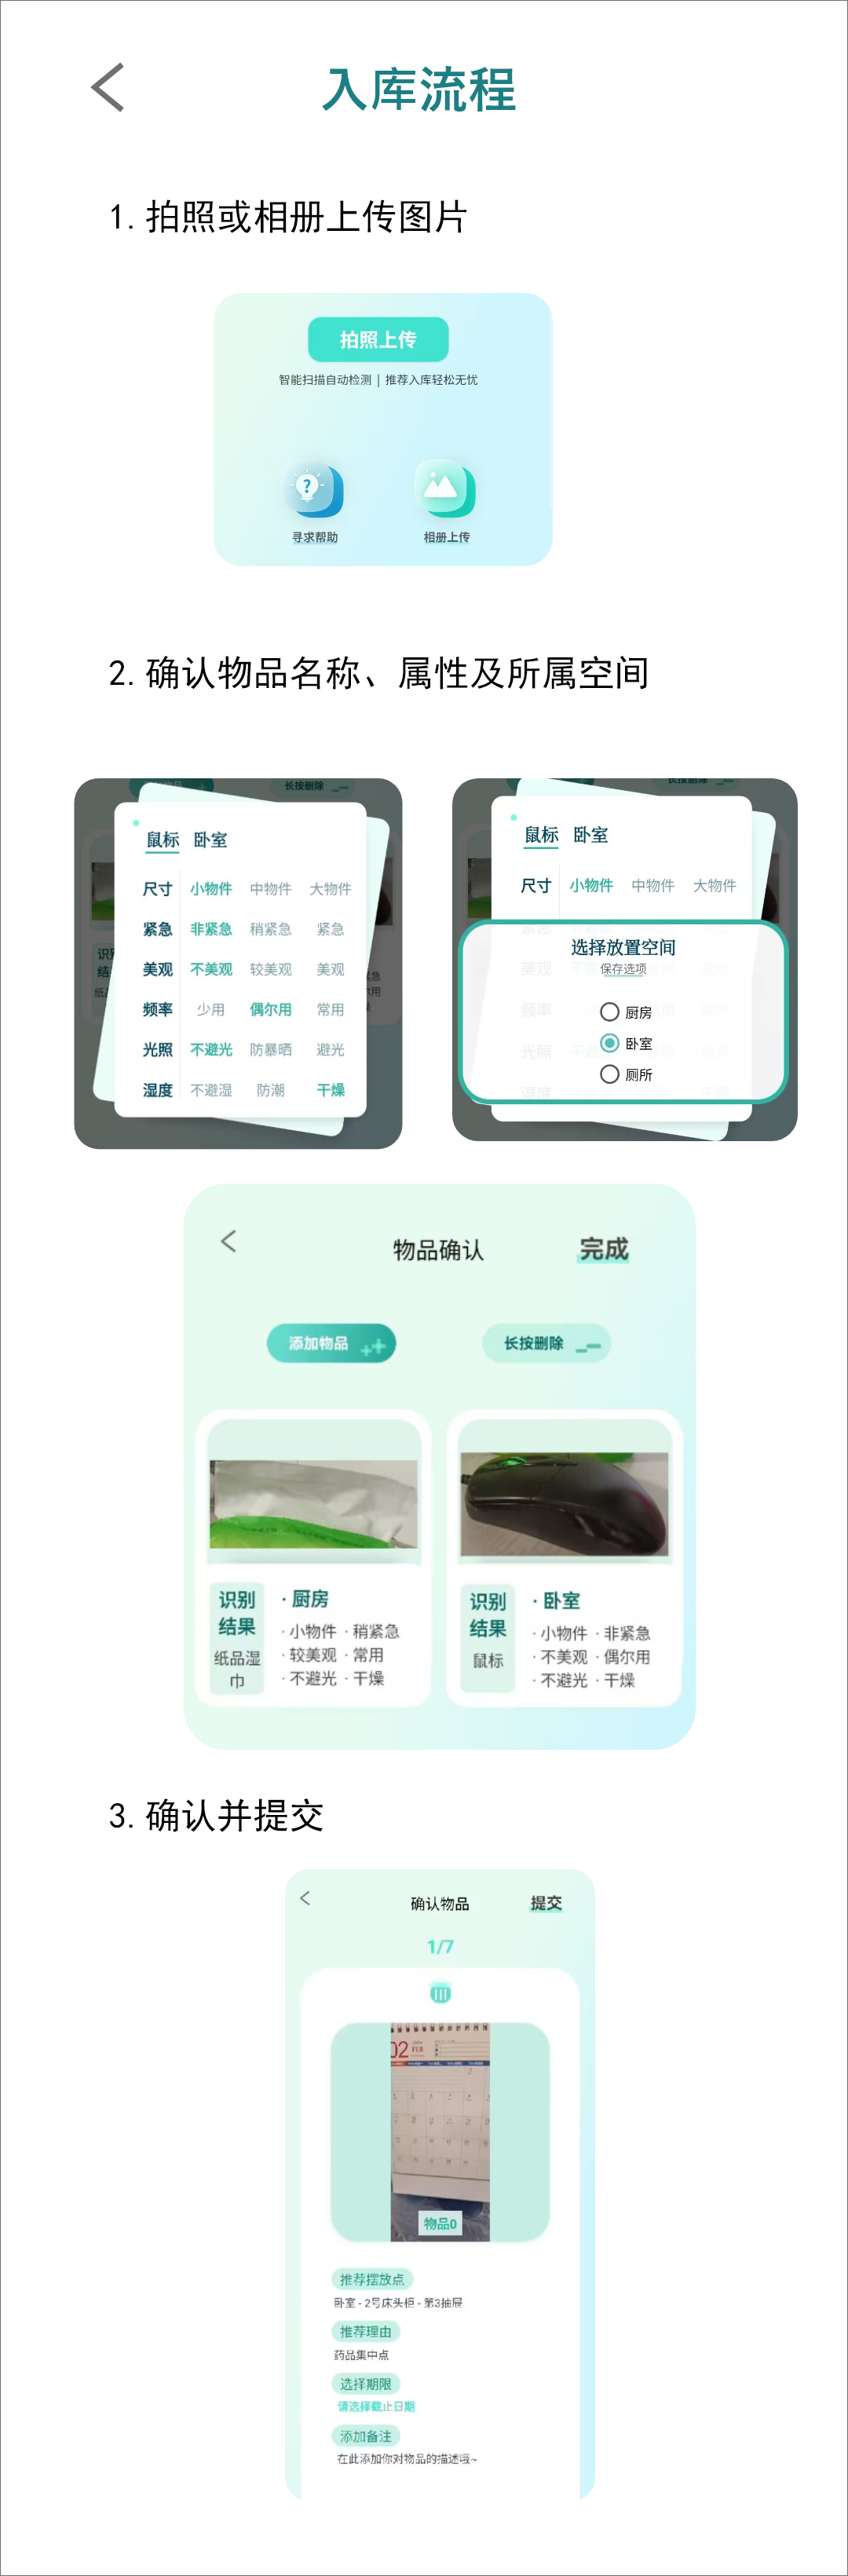 入库流程
1.拍照或相册上传图片
拍照上传
智能扫描自动检测 | 推荐入库轻松无忧
寻求帮助 相册上传
2.确认物品名称、属性及所属空间
长按删除
鼠标 卧室
尺寸 小物件 中物件 大物件
紧急 非紧急 稍紧急 紧急
美观 不美观 较美观 美观
频率 少用 偶尔用 常用
光照 不避光 防暴晒 避光
湿度 不避湿 防潮 干燥
长按删除
鼠标 卧室
尺寸 小物件 中物件 大物件
选择放置空间
保存选项
厨房
卧室
厕所
物品确认 完成
添加物品 长按删除
识别结果
纸品湿巾
· 厨房
· 小物件 · 稍紧急
· 较美观 · 常用
· 不避光 · 干燥
识别结果
鼠标
· 卧室
· 小物件 · 非紧急
· 不美观 · 偶尔用
· 不避光 · 干燥
3.确认并提交
确认物品 提交
1/7
02 FEB
物品0
推荐摆放点
卧室 - 2号床头柜 - 第3抽屉
推荐理由
药品集中点
选择期限
请选择截止日期
添加备注
在此添加你对物品的描述哦~